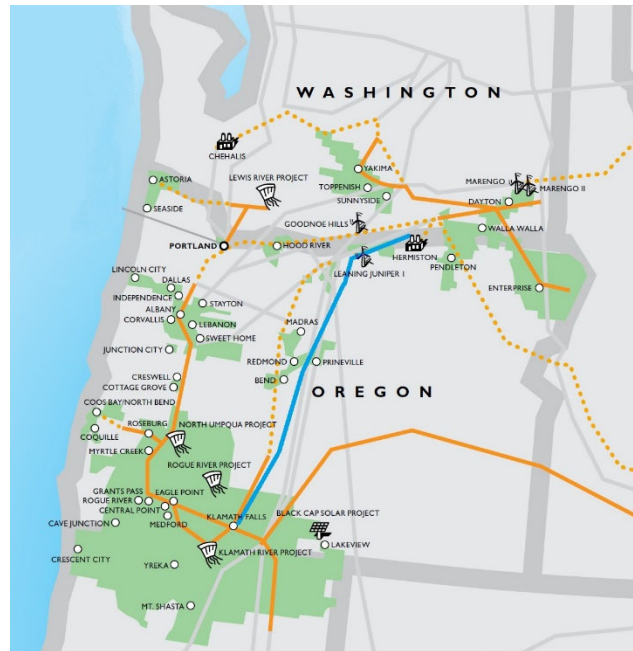 WASHINGTON
CHEHALIS
ASTORIA
LEWIS RIVER PROJECT
YAKIMA
TOPPENISH
SUNNYSIDE
MARENGO I
MARENGO II
DAYTON
SEASIDE
GOODNOE HILLS
PORTLAND
HOOD RIVER
WALLA WALLA
HERMISTON
PENDLETON
LEANING JUNIPER I
LINCOLN CITY
DALLAS
INDEPENDENCE
ALBANY
CORVALLIS
STAYTON
LEBANON
SWEET HOME
ENTERPRISE
MADRAS
JUNCTION CITY
REDMOND
PRINEVILLE
BEND
CRESWELL
COTTAGE GROVE
OREGON
COOS BAY/NORTH BEND
ROSEBURG
NORTH UMPQUA PROJECT
COQUILLE
MYRTLE CREEK
ROGUE RIVER PROJECT
GRANTS PASS
EAGLE POINT
ROGUE RIVER
CENTRAL POINT
MEDFORD
KLAMATH FALLS
BLACK CAP SOLAR PROJECT
CAVE JUNCTION
LAKEVIEW
KLAMATH RIVER PROJECT
CRESCENT CITY
YREKA
MT. SHASTA